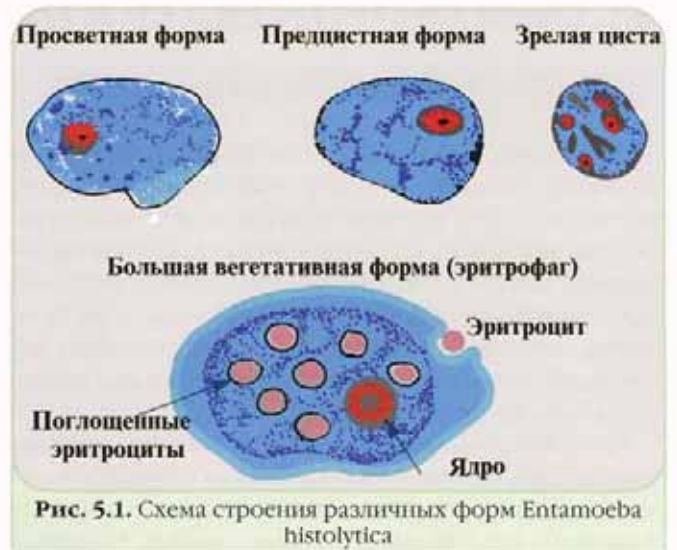 Просветная форма Предцистная форма Зрелая циста
Большая вегетативная форма (эритрофаг)
Эритроцит
Поглощенные
эритроциты
Ядро
Рис. 5.1. Схема строения различных форм Entamoeba
histolytica